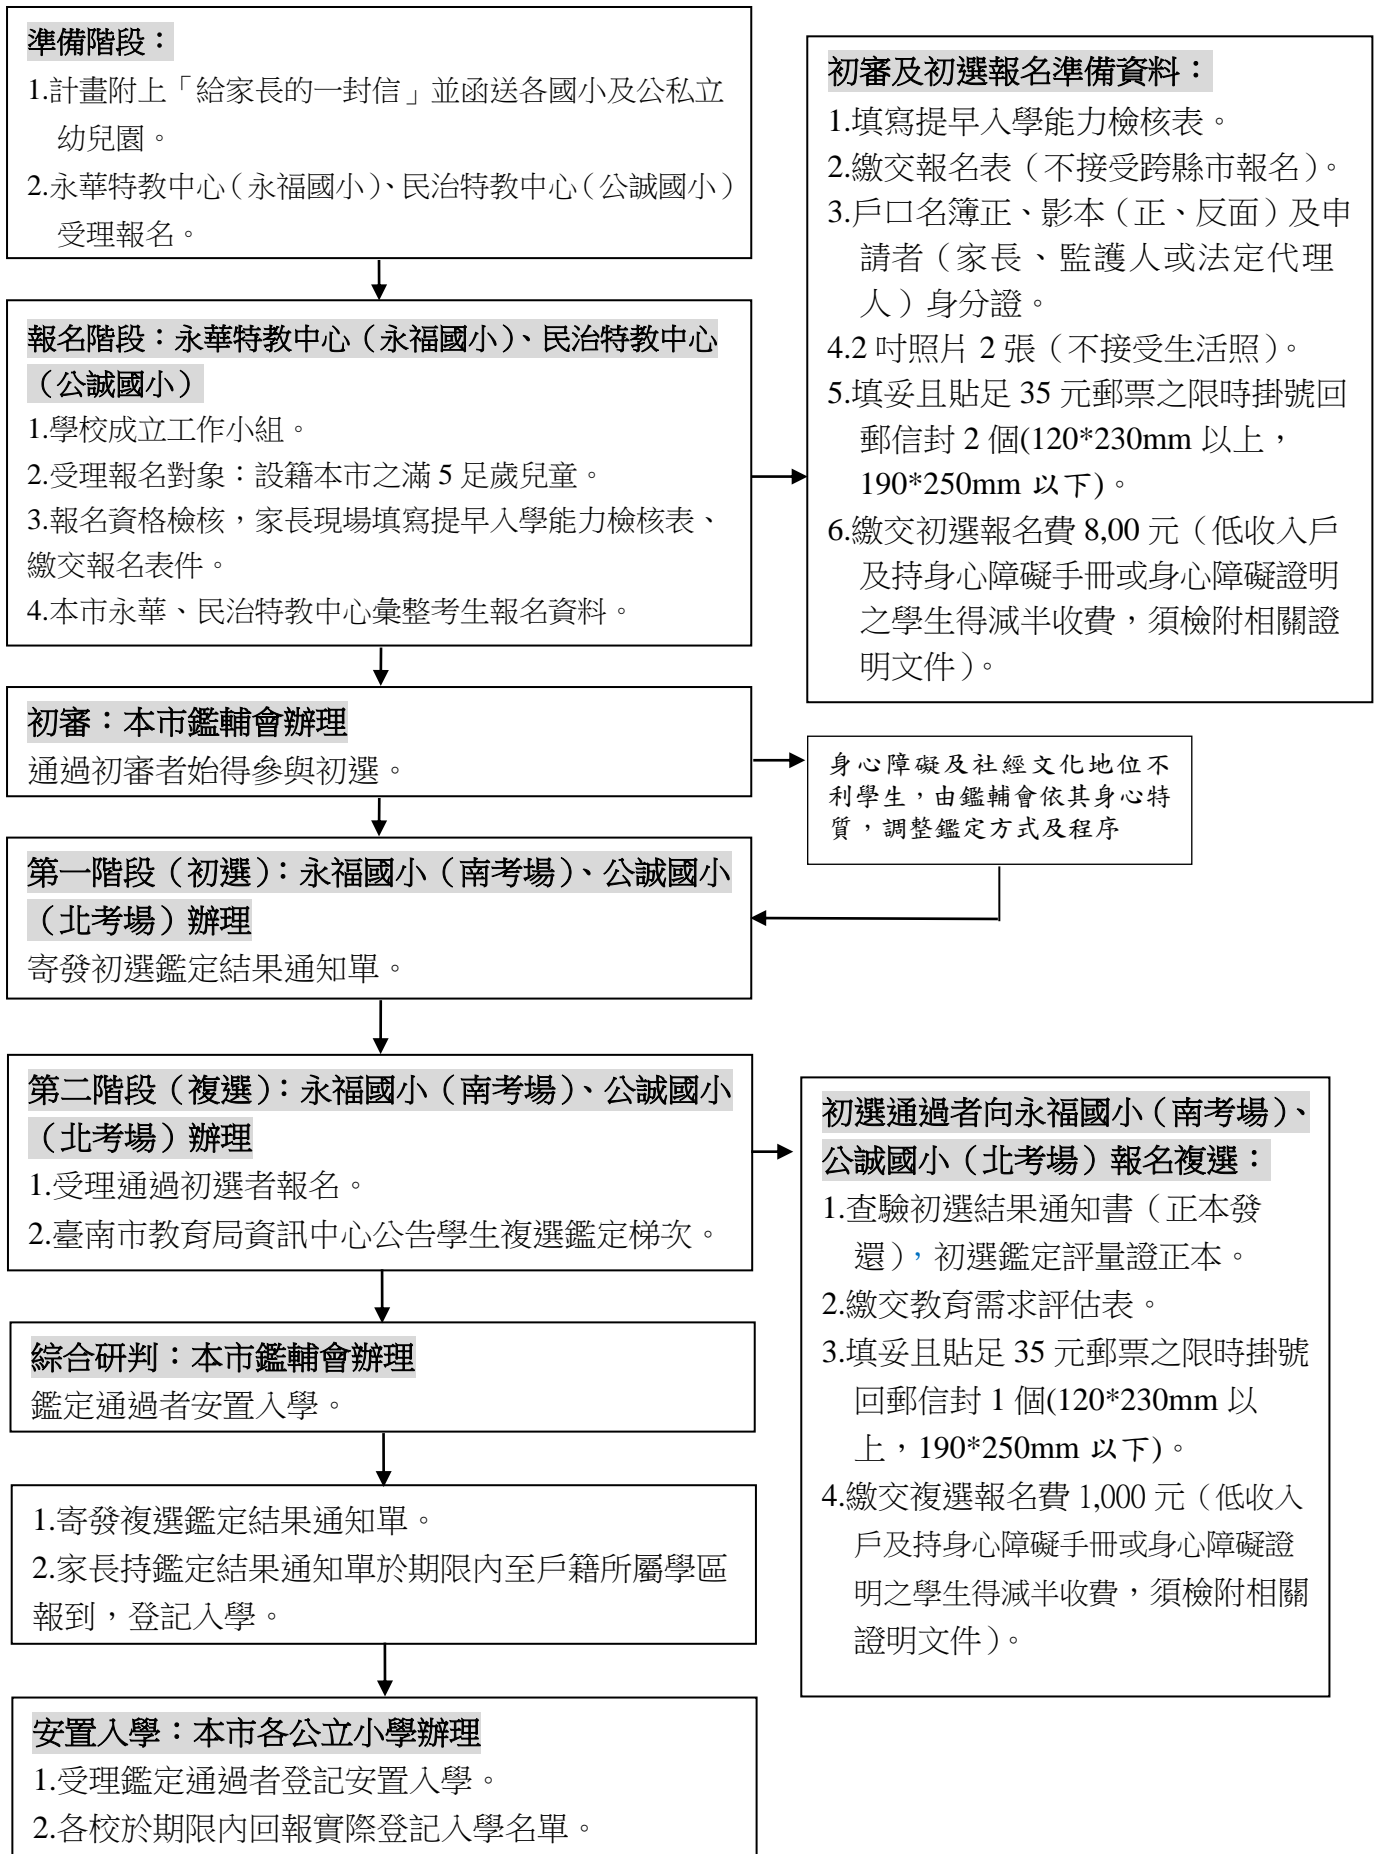 準備階段：
1.計畫附上「給家長的一封信」並函送各國小及公私立
幼兒園。
2.永華特教中心（永福國小）、民治特教中心（公誠國小）
受理報名。
報名階段：永華特教中心（永福國小）、民治特教中心
（公誠國小）
1.學校成立工作小組。
2.受理報名對象：設籍本市之滿 5 足歲兒童。
3.報名資格檢核，家長現場填寫提早入學能力檢核表、
繳交報名表件。
4.本市永華、民治特教中心彙整考生報名資料。
初審及初選報名準備資料：
1.填寫提早入學能力檢核表。
2.繳交報名表（不接受跨縣市報名）。
3.戶口名簿正、影本（正、反面）及申
請者（家長、監護人或法定代理
人）身分證。
4.2 吋照片 2 張（不接受生活照）。
5.填妥且貼足 35 元郵票之限時掛號回
郵信封 2 個(120*230mm 以上，
190*250mm 以下)。
6.繳交初選報名費 8,00 元（低收入戶
及持身心障礙手冊或身心障礙證明
之學生得減半收費，須檢附相關證
明文件）。
初審：本市鑑輔會辦理
通過初審者始得參與初選。
身心障礙及社經文化地位不
利學生，由鑑輔會依其身心特
質，調整鑑定方式及程序
第一階段（初選）：永福國小（南考場）、公誠國小
（北考場）辦理
寄發初選鑑定結果通知單。
第二階段（複選）：永福國小（南考場）、公誠國小
（北考場）辦理
1.受理通過初選者報名。
2.臺南市教育局資訊中心公告學生複選鑑定梯次。
初選通過者向永福國小（南考場）、
公誠國小（北考場）報名複選：
1.查驗初選結果通知書（正本發
還），初選鑑定評量證正本。
2.繳交教育需求評估表。
3.填妥且貼足 35 元郵票之限時掛號
回郵信封 1 個(120*230mm 以
上，190*250mm 以下)。
4.繳交複選報名費 1,000 元（低收入
戶及持身心障礙手冊或身心障礙證
明之學生得減半收費，須檢附相關
證明文件）。
綜合研判：本市鑑輔會辦理
鑑定通過者安置入學。
1.寄發複選鑑定結果通知單。
2.家長持鑑定結果通知單於期限內至戶籍所屬學區
報到，登記入學。
安置入學：本市各公立小學辦理
1.受理鑑定通過者登記安置入學。
2.各校於期限內回報實際登記入學名單。